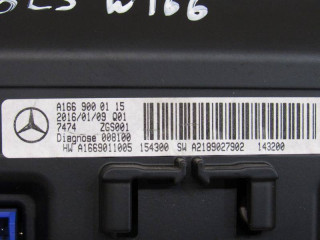 GLS W166
A166 900 01 15
2016/01/09 Q01
7474 ZGS001
Diagnose 008100
HW A1669011005 154300 SW A2189027902 143200